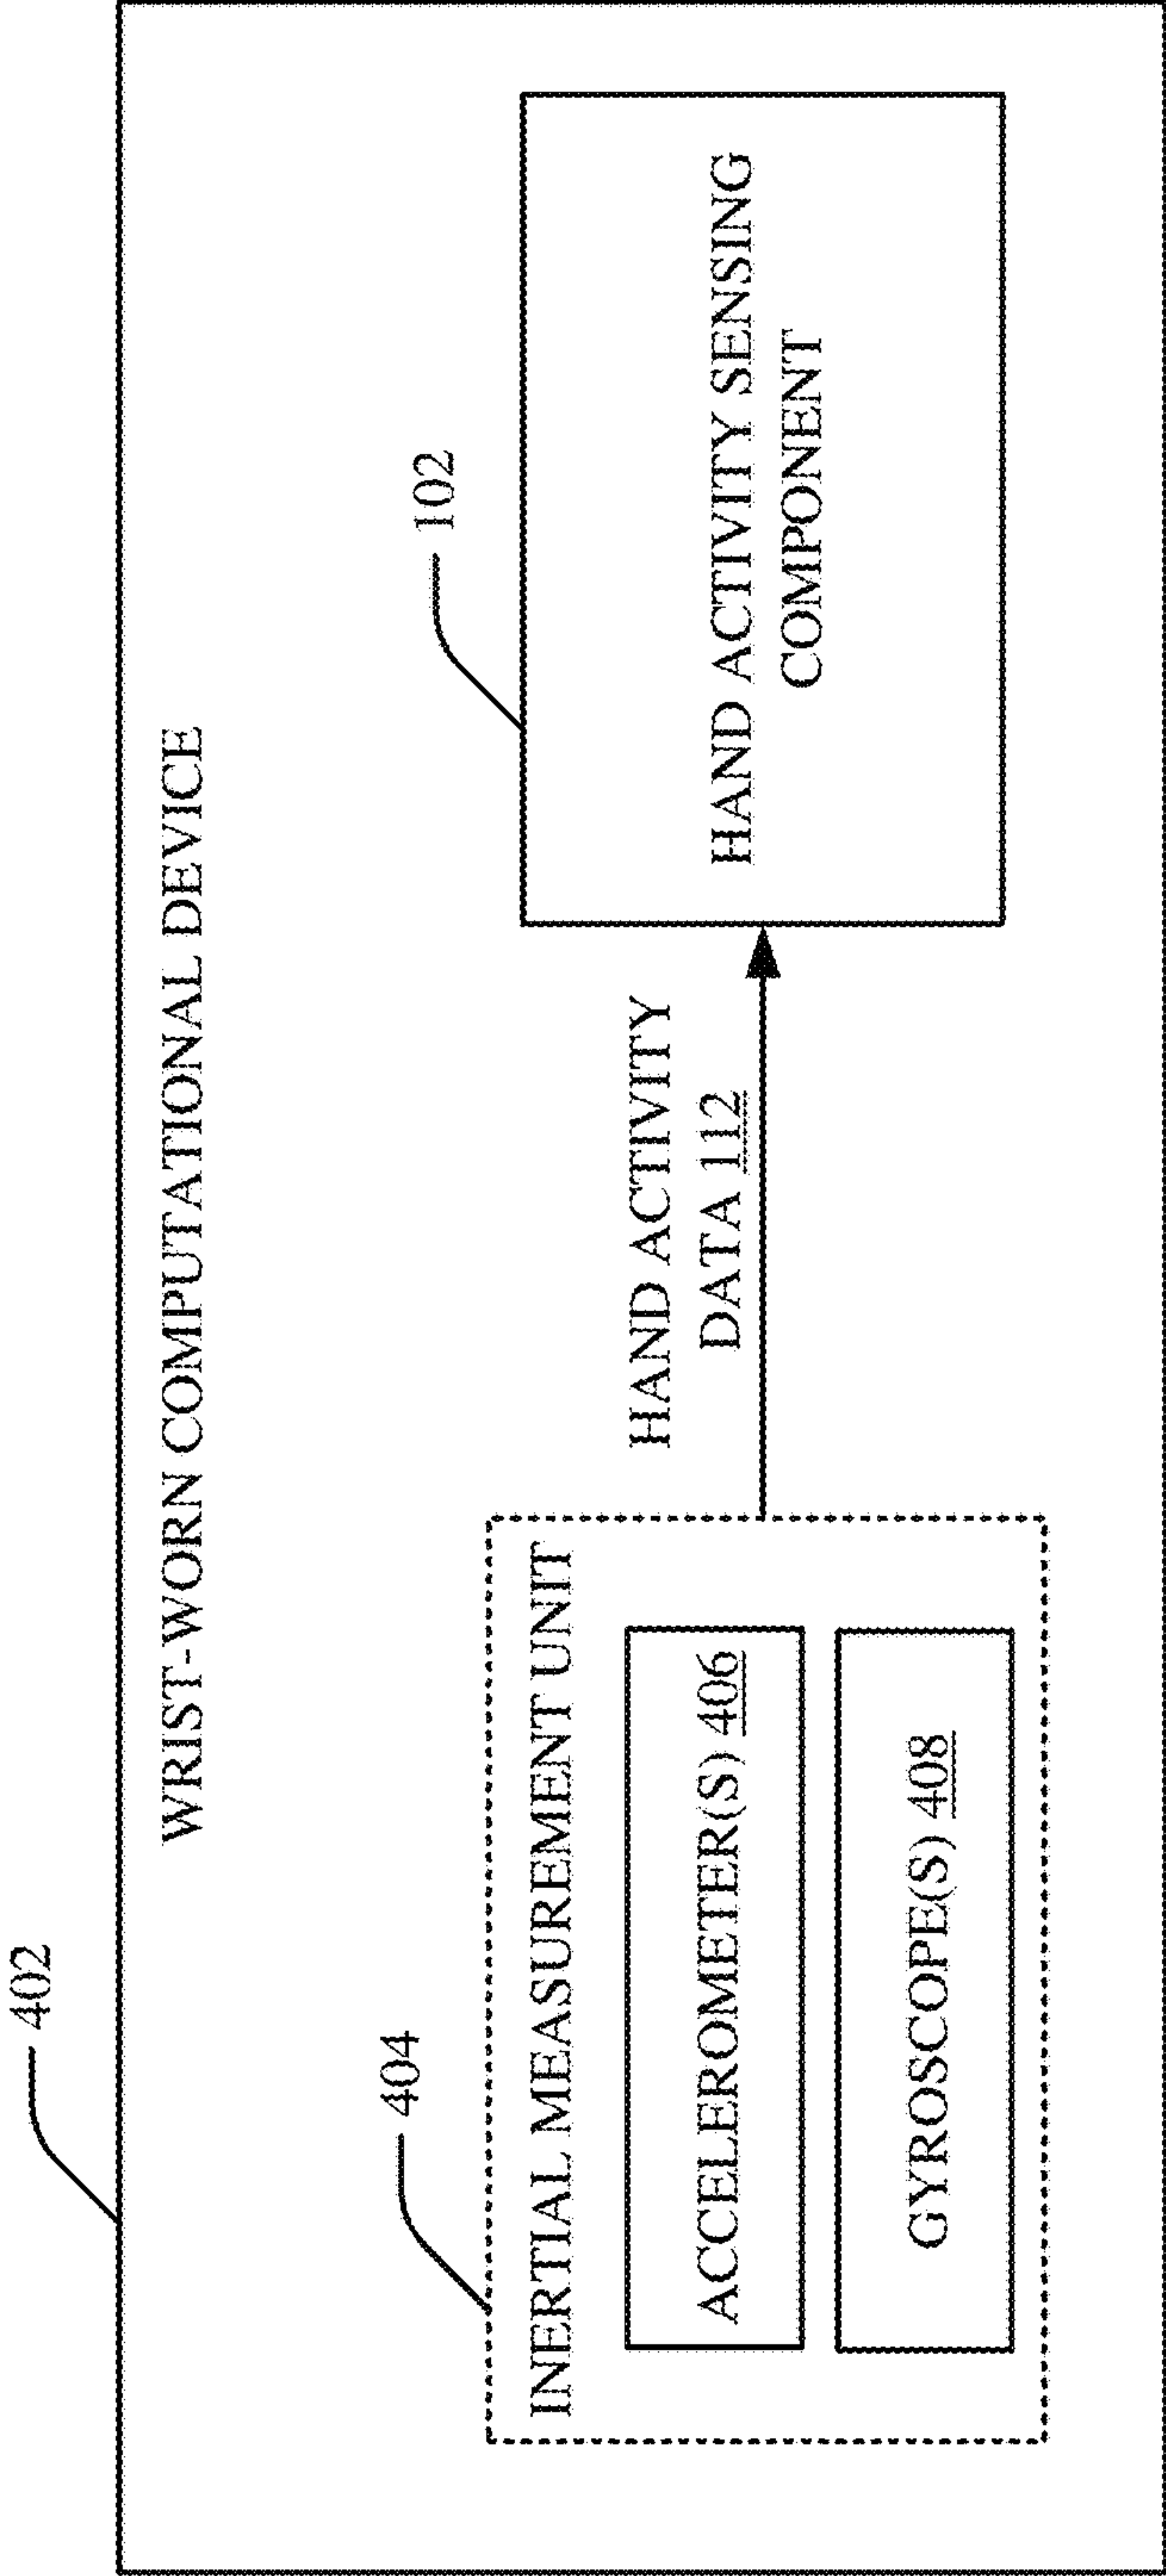 402
WRIST-WORN COMPUTATIONAL DEVICE
404
INERTIAL MEASUREMENT UNIT
ACCELEROMETER(S) 406
GYROSCOPE(S) 408
HAND ACTIVITY
DATA 112
102
HAND ACTIVITY SENSING
COMPONENT